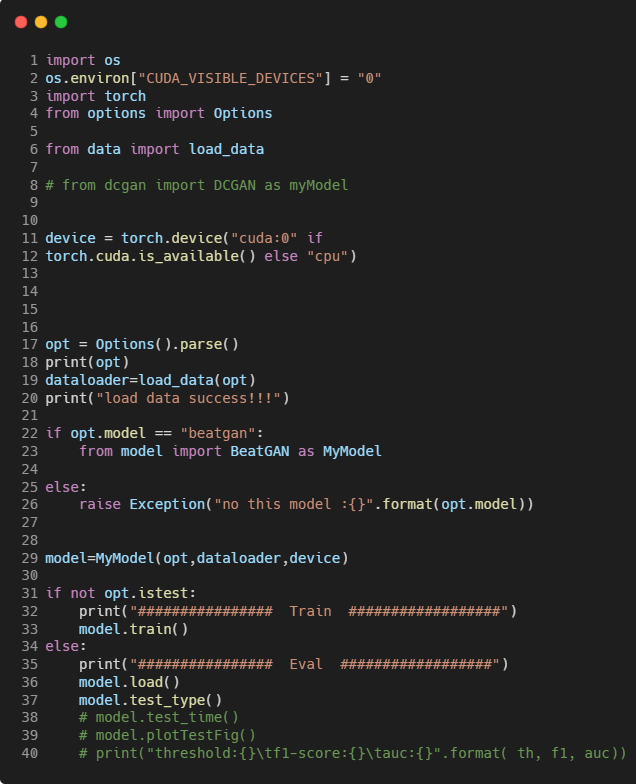 1 import os
2 os.environ["CUDA_VISIBLE_DEVICES"] = "0"
3 import torch
4 from options import Options
5
6 from data import load_data
7
8 # from dcgan import DCGAN as myModel
9
10
11 device = torch.device("cuda:0" if
12 torch.cuda.is_available() else "cpu")
13
14
15
16
17 opt = Options().parse()
18 print(opt)
19 dataloader=load_data(opt)
20 print("load data success!!!")
21
22 if opt.model == "beatgan":
23     from model import BeatGAN as MyModel
24
25 else:
26     raise Exception("no this model :{}".format(opt.model))
27
28
29 model=MyModel(opt,dataloader,device)
30
31 if not opt.istest:
32     print("################  Train  ##################")
33     model.train()
34 else:
35     print("################  Eval  ##################")
36     model.load()
37     model.test_type()
38     # model.test_time()
39     # model.plotTestFig()
40     # print("threshold:{}\tf1-score:{}\tauc:{}".format( th, f1, auc))